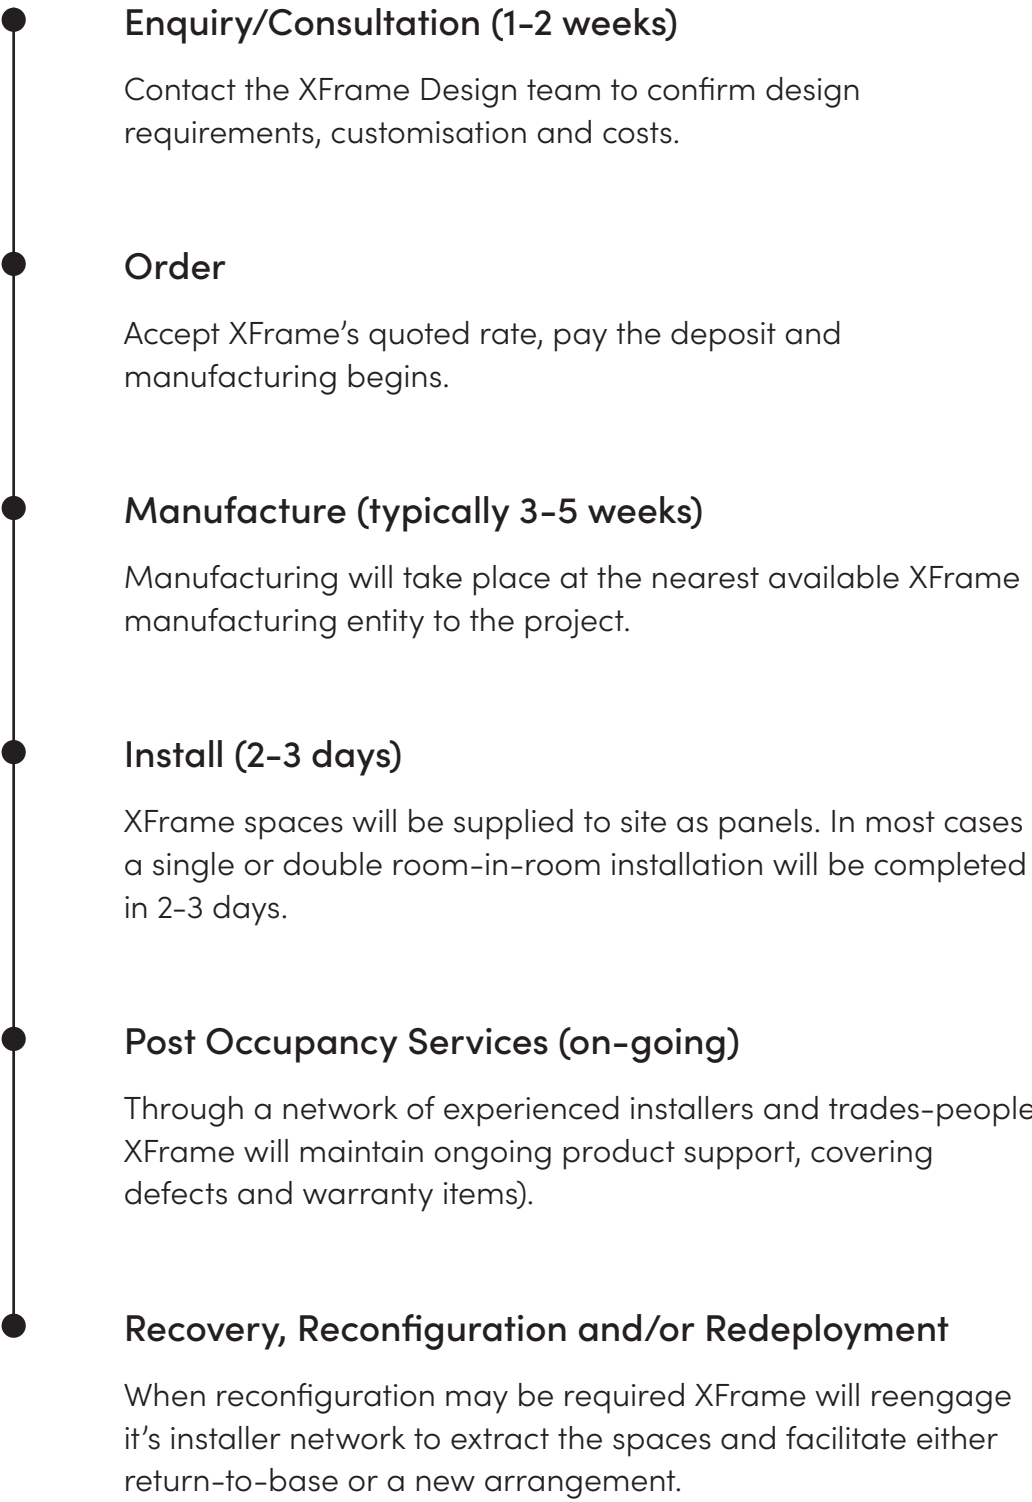 Enquiry/Consultation (1-2 weeks)
Contact the XFrame Design team to confirm design
requirements, customisation and costs.
Order
Accept XFrame’s quoted rate, pay the deposit and
manufacturing begins.
Manufacture (typically 3-5 weeks)
Manufacturing will take place at the nearest available XFrame
manufacturing entity to the project.
Install (2-3 days)
XFrame spaces will be supplied to site as panels. In most cases
a single or double room-in-room installation will be completed
in 2-3 days.
Post Occupancy Services (on-going)
Through a network of experienced installers and trades-people
XFrame will maintain ongoing product support, covering
defects and warranty items).
Recovery, Reconfiguration and/or Redeployment
When reconfiguration may be required XFrame will reengage
it’s installer network to extract the spaces and facilitate either
return-to-base or a new arrangement.